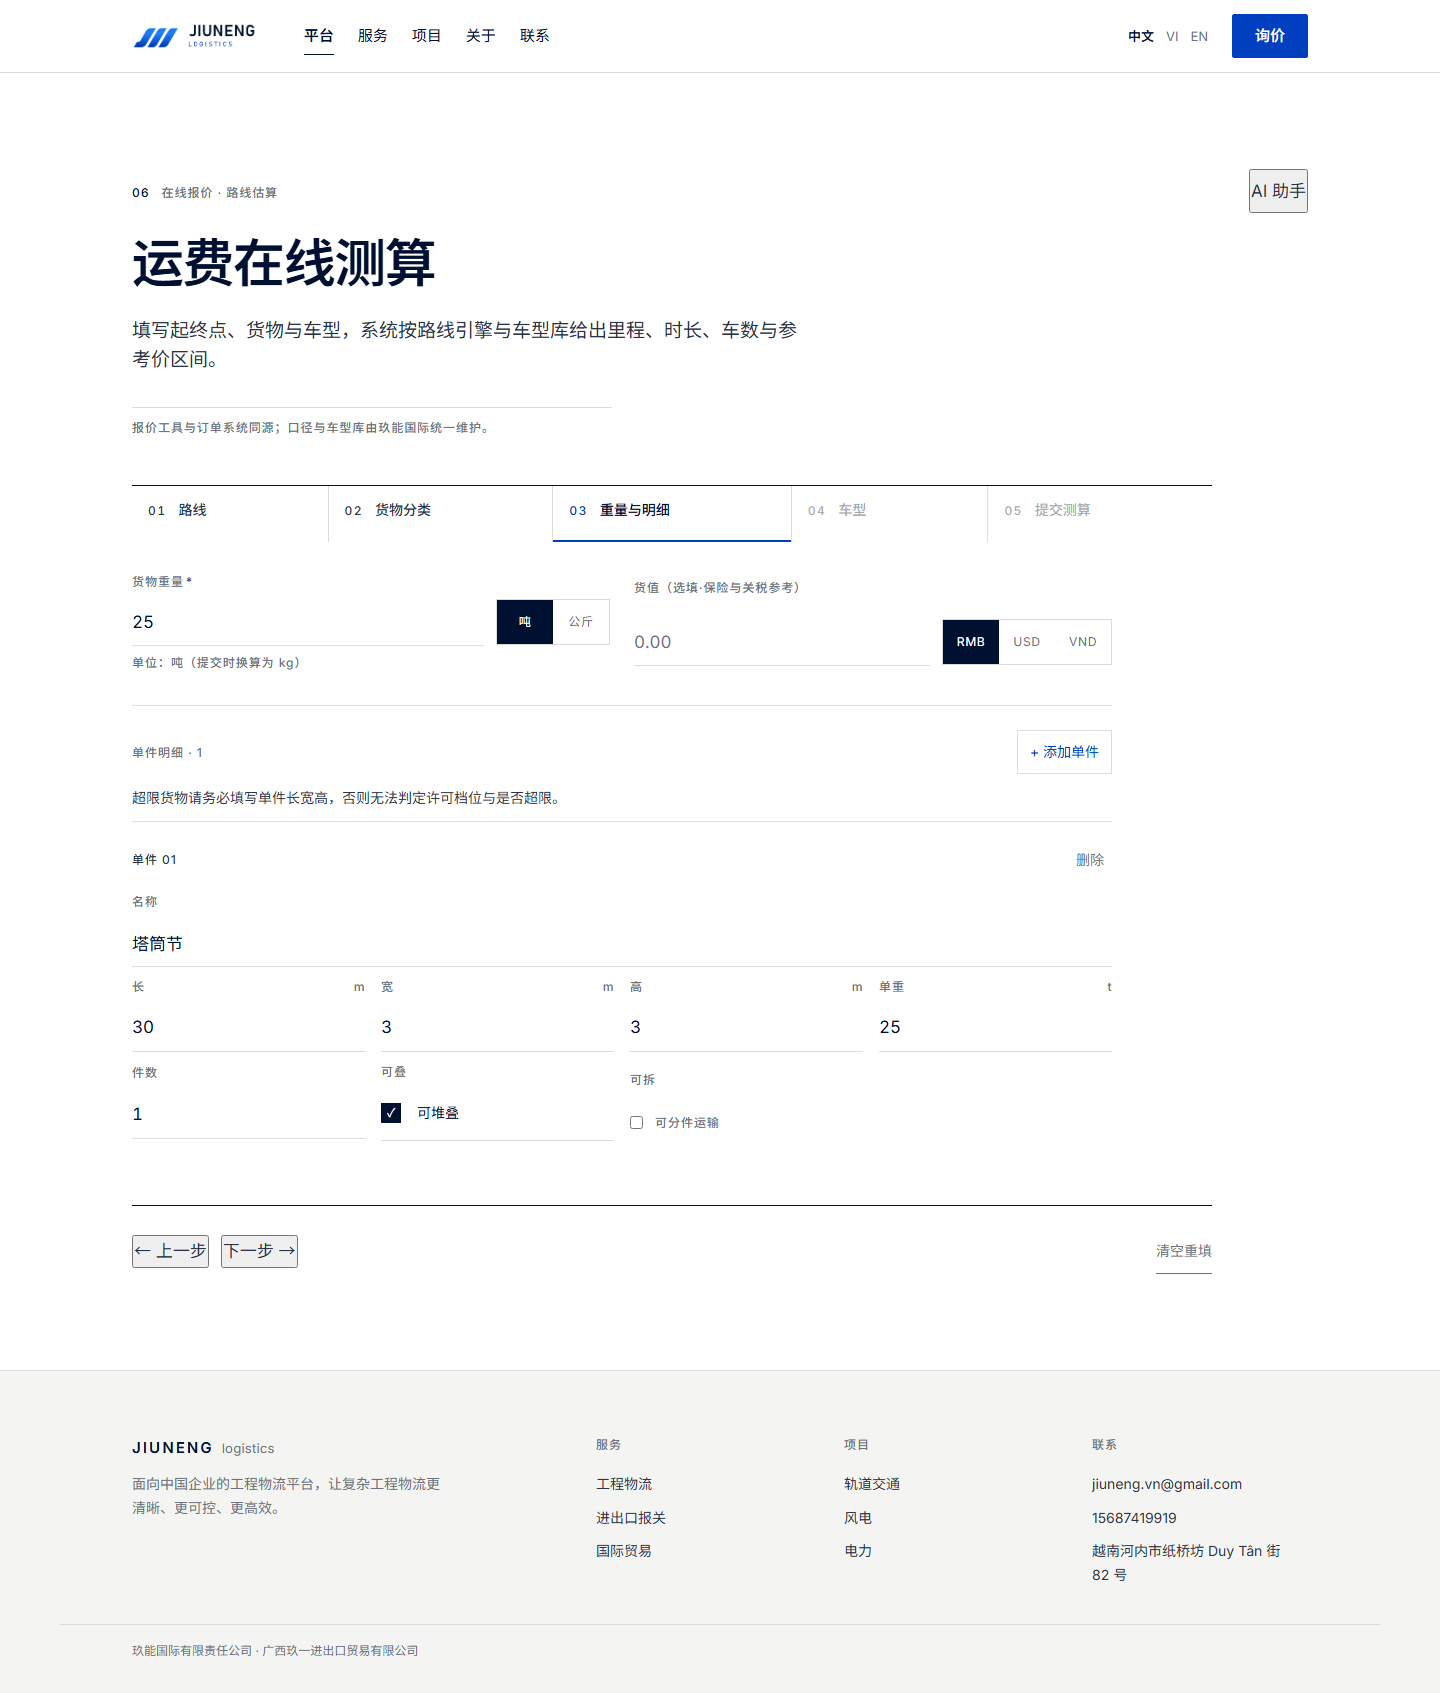 JIUNENG
LOGISTICS
平台 服务 项目 关于 联系
中文 VI EN 询价
AI 助手
06 在线报价 · 路线估算
运费在线测算
填写起终点、货物与车型，系统按路线引擎与车型库给出里程、时长、车数与参
考价区间。
报价工具与订单系统同源；口径与车型库由玖能国际统一维护。
01 路线 02 货物分类 03 重量与明细 04 车型 05 提交测算
货物重量*
25 吨 公斤
单位：吨（提交时换算为 kg）
货值（选填·保险与关税参考）
0.00 RMB USD VND
单件明细 · 1
+ 添加单件
超限货物请务必填写单件长宽高，否则无法判定许可档位与是否超限。
单件 01 删除
名称
塔筒节
长 m 宽 m 高 m 单重 t
30 3 3 25
件数 可叠 可拆
1 ✓ 可堆叠 可分件运输
← 上一步 下一步 → 清空重填
JIUNENG logistics
面向中国企业的工程物流平台，让复杂工程物流更
清晰、更可控、更高效。
服务
工程物流
进出口报关
国际贸易
项目
轨道交通
风电
电力
联系
jiuneng.vn@gmail.com
15687419919
越南河内市纸桥坊 Duy Tân 街
82 号
玖能国际有限责任公司 · 广西玖一进出口贸易有限公司